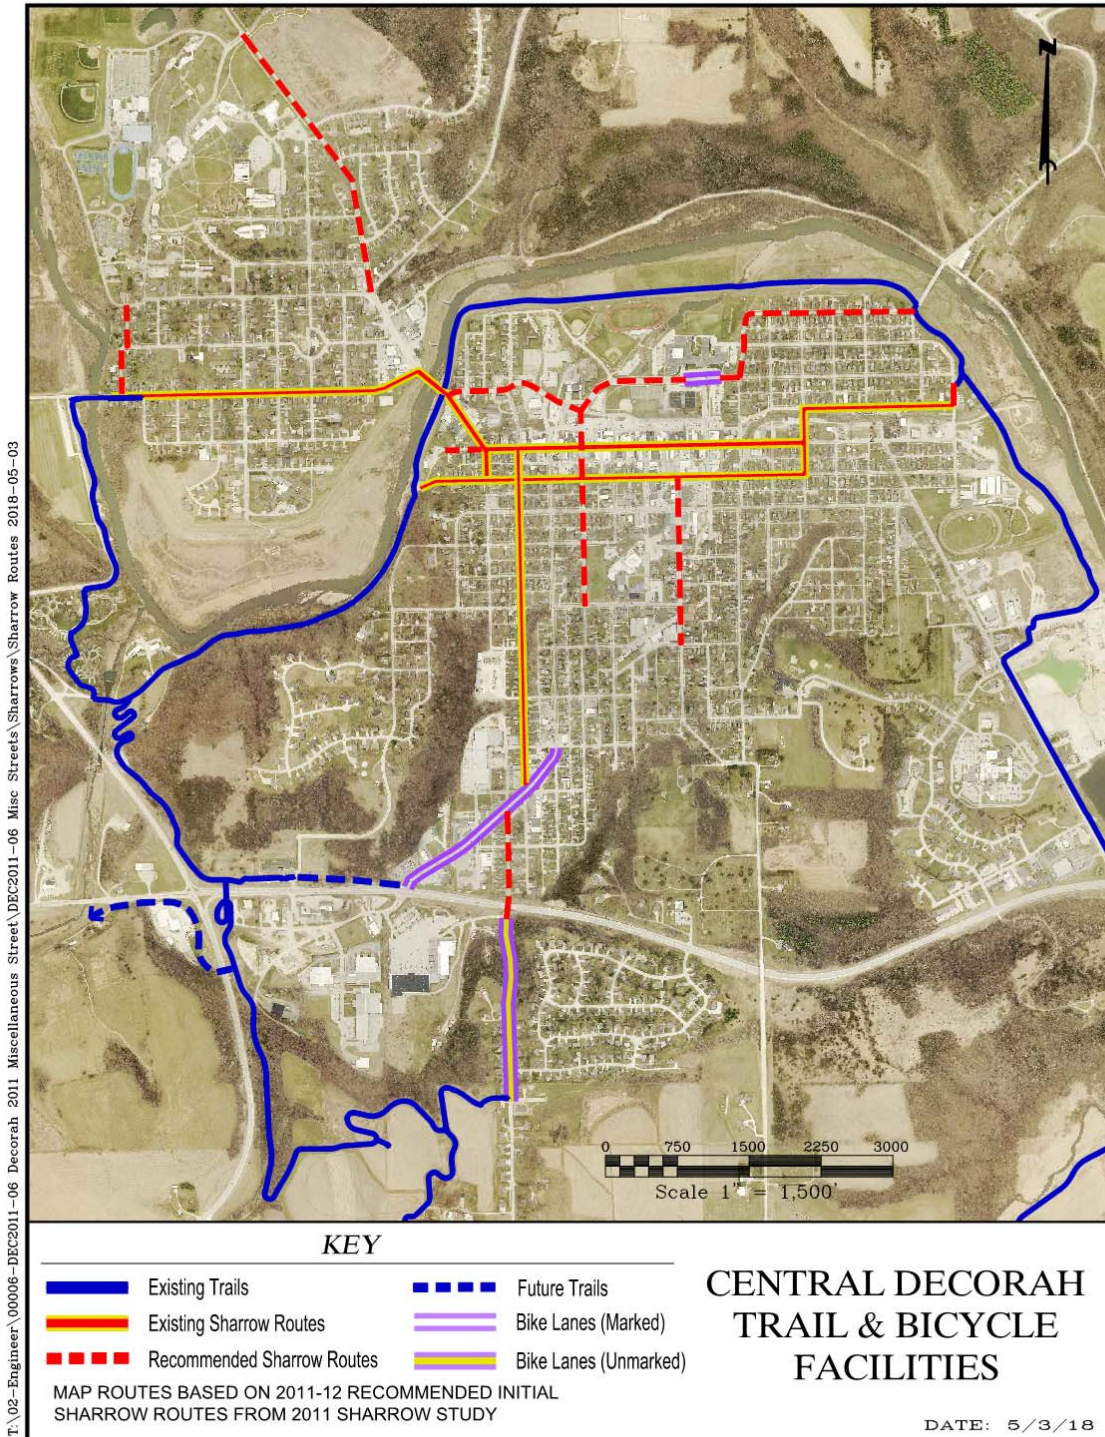 T:\02-Engineer\00006-DEC2011-06 Decorah 2011 Miscellaneous Street\DEC2011-06 Misc Streets\Sharrows\Sharrow Routes 2018-05-03
N
0 750 1500 2250 3000
Scale 1" = 1,500'
KEY
Existing Trails
Existing Sharrow Routes
Recommended Sharrow Routes
Future Trails
Bike Lanes (Marked)
Bike Lanes (Unmarked)
MAP ROUTES BASED ON 2011-12 RECOMMENDED INITIAL
SHARROW ROUTES FROM 2011 SHARROW STUDY
CENTRAL DECORAH
TRAIL & BICYCLE
FACILITIES
DATE: 5/3/18